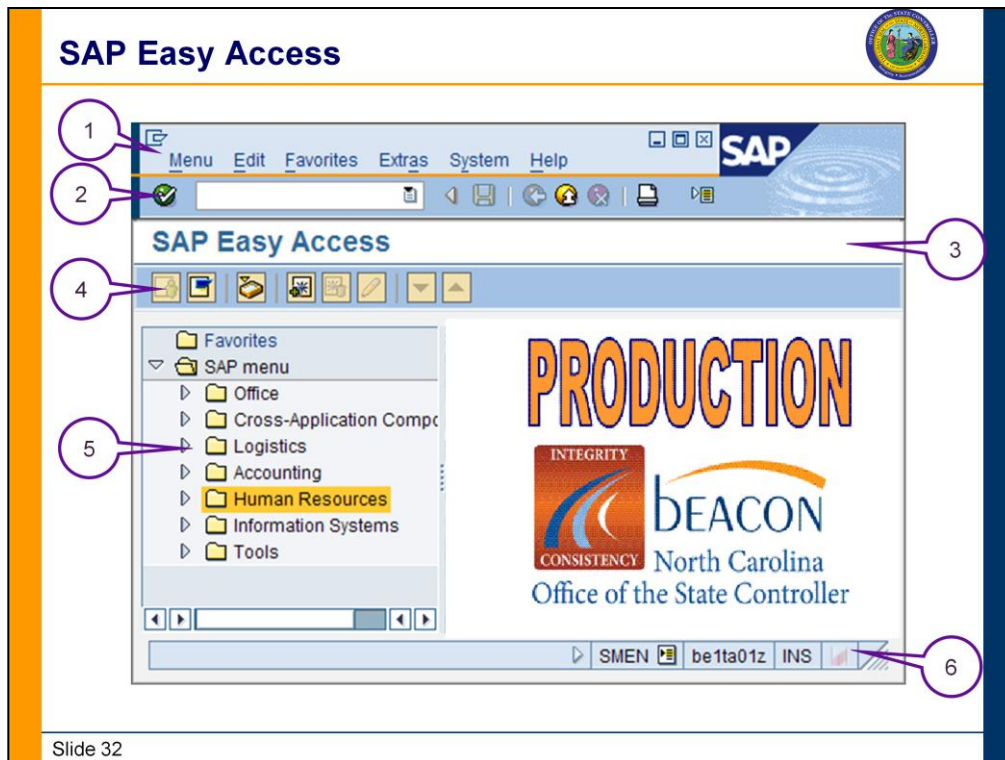 SAP Easy Access
1
Menu Edit Favorites Extras System Help
SAP
2
SAP Easy Access
3
4
Favorites
SAP menu
Office
Cross-Application Compo
5
Logistics
Accounting
Human Resources
Information Systems
Tools
PRODUCTION
INTEGRITY
CONSISTENCY
bEACON
North Carolina
Office of the State Controller
SMEN be1ta01z INS
6
Slide 32